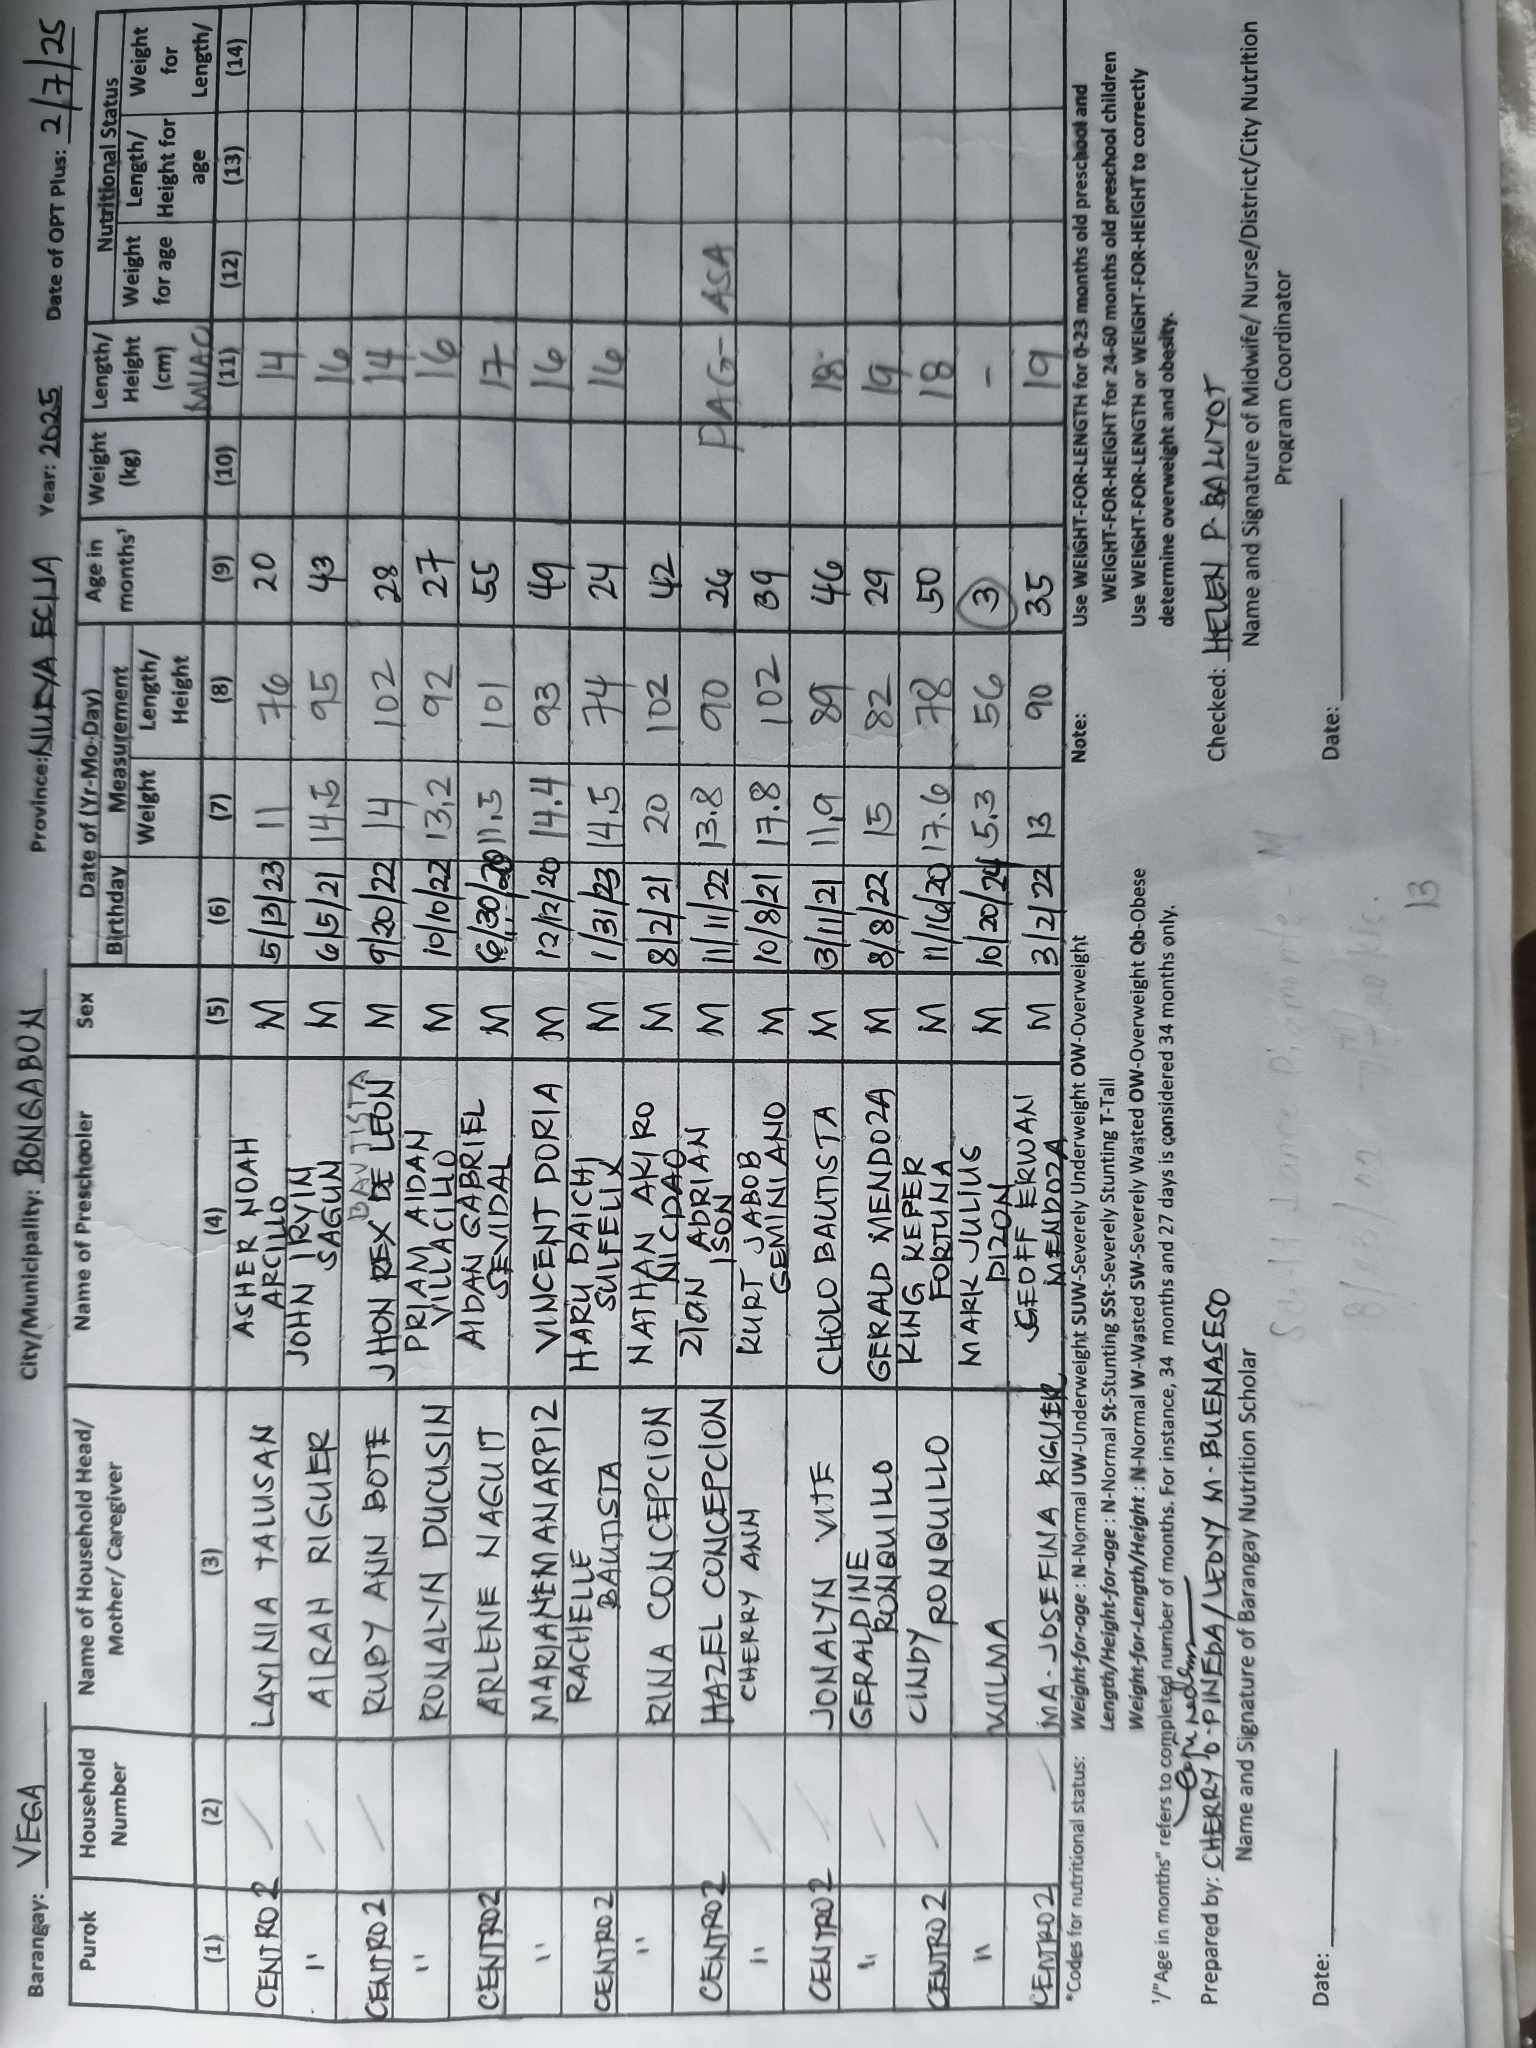 Barangay: VEGA City/Municipality: BONGABON Province: NUEVA ECIJA Year: 2025 Date of OPT Plus: 2/7/25
Purok Household Number Name of Household Head/ Mother/ Caregiver Name of Preschooler Sex Date of (Yr-Mo-Day) Age in months¹ Weight (kg) Length/ Height (cm) MUAC Nutritional Status
Birthday Measurement Weight for age Length/ Height for age Weight for Length/
Weight Length/ Height
(1) (2) (3) (4) (5) (6) (7) (8) (9) (10) (11) (12) (13) (14)
CENTRO 2 LAVINIA TALUSAN ASHER NOAH ARCILLO M 5/13/23 11 76 20 14
" AIRAH RIGUER JOHN IRVIN SAGUN M 6/5/21 14.5 95 43 16
CENTRO 2 RUBY ANN BOTE JHON REX DE LEON BAUTISTA M 9/20/22 14 102 28 14
" RONALYN DUCUSIN PRIAM AIDAN VILLACILLO M 10/10/22 13.2 92 27 16
CENTRO 2 ARLENE NAGUIT AIDAN GABRIEL SEVIDAL M 6/30/20 11.5 101 55 17
" MARIANE MANARPIZ VINCENT DORIA M 12/12/20 14.4 93 49 16
CENTRO 2 RACHELLE BAUTISTA HARU DAICHI SULFELIX M 1/31/23 14.5 74 24 16
" RINA CONCEPCION NATHAN AKIRO NICDAO M 8/2/21 20 102 42
CENTRO 2 HAZEL CONCEPCION ZION ADRIAN ISON M 11/11/22 13.8 90 26 PAG-ASA
" CHERRY ANN KURT JABOB GEMINIANO M 10/8/21 17.8 102 39
CENTRO 2 JONALYN VITE CHOLO BAUTISTA M 3/11/21 11.9 89 46 18
" GERALDINE RONQUILLO GERALD MENDOZA M 8/8/22 15 82 29 19
CENTRO 2 CINDY RONQUILLO KING KEPER FORTUNA M 11/16/20 17.6 78 50 18
" WILMA MARK JULIUS DIZON M 10/20/24 5.3 56 3 -
CENTRO 2 MA. JOSEFINA RIGUER GEOFF ERWAN MENDOZA M 3/2/22 13 90 35 19
*Codes for nutritional status: Weight-for-age : N-Normal UW-Underweight SUW-Severely Underweight OW-Overweight
Length/Height-for-age : N-Normal St-Stunting SSt-Severely Stunting T-Tall
Weight-for-Length/Height : N-Normal W-Wasted SW-Severely Wasted OW-Overweight Ob-Obese
¹/"Age in months" refers to completed number of months. For instance, 34 months and 27 days is considered 34 months only.
Note: Use WEIGHT-FOR-LENGTH for 0-23 months old preschool and
WEIGHT-FOR-HEIGHT for 24-60 months old preschool children
Use WEIGHT-FOR-LENGTH or WEIGHT-FOR-HEIGHT to correctly
determine overweight and obesity.
Prepared by: CHERRY O. PINEDA/LEOVY M. BUENASESO Checked: HELEN P. BALUYOT
Name and Signature of Barangay Nutrition Scholar Name and Signature of Midwife/ Nurse/District/City Nutrition
Program Coordinator
Lance - M
Date: Date:
13